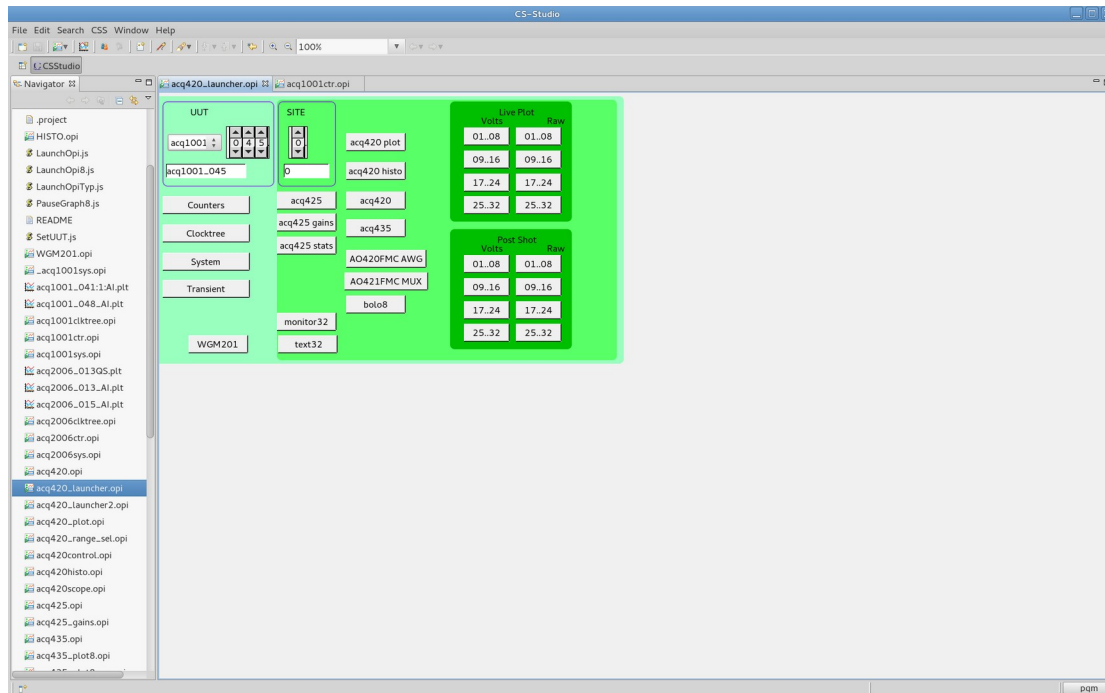 CS-Studio
File Edit Search CSS Window Help
100%
CSStudio
Navigator
.project
HISTO.opi
LaunchOpi.js
LaunchOpi8.js
LaunchOpiTyp.js
PauseGraph8.js
README
SetUUT.js
WGM201.opi
_acq1001sys.opi
acq1001_041:1:AI.plt
acq1001_048_AI.plt
acq1001clktree.opi
acq1001ctr.opi
acq1001sys.opi
acq2006_013QS.plt
acq2006_013_AI.plt
acq2006_015_AI.plt
acq2006clktree.opi
acq2006ctr.opi
acq2006sys.opi
acq420.opi
acq420_launcher.opi
acq420_launcher2.opi
acq420_plot.opi
acq420_range_sel.opi
acq420control.opi
acq420histo.opi
acq420scope.opi
acq425.opi
acq425_gains.opi
acq435.opi
acq435_plot8.opi
acq420_launcher.opi
acq1001ctr.opi
UUT
acq1001
0 4 5
acq1001_045
Counters
Clocktree
System
Transient
WGM201
SITE
0
0
acq425
acq425 gains
acq425 stats
monitor32
text32
acq420 plot
acq420 histo
acq420
acq435
AO420FMC AWG
AO421FMC MUX
bolo8
Live Plot
Volts Raw
01..08 01..08
09..16 09..16
17..24 17..24
25..32 25..32
Post Shot
Volts Raw
01..08 01..08
09..16 09..16
17..24 17..24
25..32 25..32
pqm